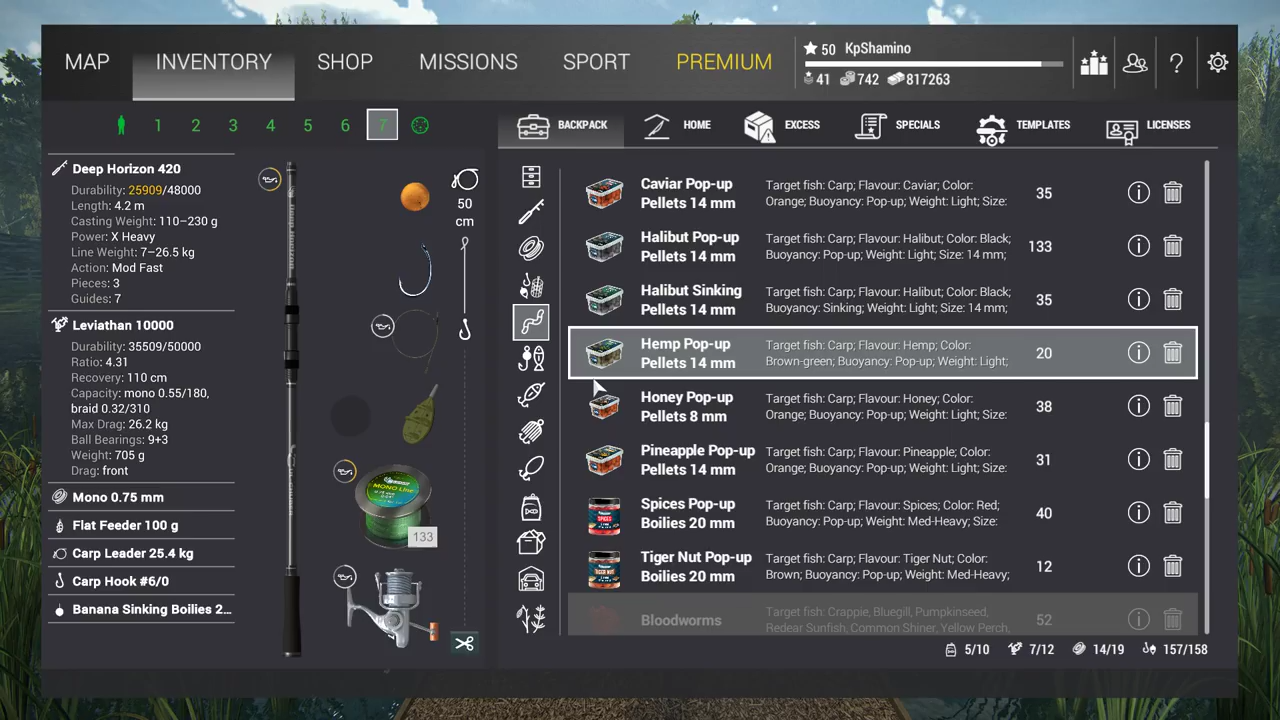 MAP
INVENTORY
SHOP
MISSIONS
SPORT
PREMIUM
50 KpShamino
41 742 817263
?
1 2 3 4 5 6 7
BACKPACK
HOME
EXCESS
SPECIALS
TEMPLATES
LICENSES
Deep Horizon 420
Durability: 25909/48000
Length: 4.2 m
Casting Weight: 110–230 g
Power: X Heavy
Line Weight: 7–26.5 kg
Action: Mod Fast
Pieces: 3
Guides: 7
Leviathan 10000
Durability: 35509/50000
Ratio: 4.31
Recovery: 110 cm
Capacity: mono 0.55/180,
braid 0.32/310
Max Drag: 26.2 kg
Ball Bearings: 9+3
Weight: 705 g
Drag: front
Mono 0.75 mm
Flat Feeder 100 g
Carp Leader 25.4 kg
Carp Hook #6/0
Banana Sinking Boilies 2...
50
cm
MONO LINE
133
Caviar Pop-up
Pellets 14 mm
Target fish: Carp; Flavour: Caviar; Color:
Orange; Buoyancy: Pop-up; Weight: Light; Size:
35
Halibut Pop-up
Pellets 14 mm
Target fish: Carp; Flavour: Halibut; Color: Black;
Buoyancy: Pop-up; Weight: Light; Size: 14 mm;
133
Halibut Sinking
Pellets 14 mm
Target fish: Carp; Flavour: Halibut; Color: Black;
Buoyancy: Sinking; Weight: Light; Size: 14 mm;
35
Hemp Pop-up
Pellets 14 mm
Target fish: Carp; Flavour: Hemp; Color:
Brown-green; Buoyancy: Pop-up; Weight: Light;
20
Honey Pop-up
Pellets 8 mm
Target fish: Carp; Flavour: Honey; Color:
Orange; Buoyancy: Pop-up; Weight: Light; Size:
38
Pineapple Pop-up
Pellets 14 mm
Target fish: Carp; Flavour: Pineapple; Color:
Orange; Buoyancy: Pop-up; Weight: Light; Size:
31
Spices Pop-up
Boilies 20 mm
Target fish: Carp; Flavour: Spices; Color: Red;
Buoyancy: Pop-up; Weight: Med-Heavy; Size:
40
Tiger Nut Pop-up
Boilies 20 mm
Target fish: Carp; Flavour: Tiger Nut; Color:
Brown; Buoyancy: Pop-up; Weight: Med-Heavy;
12
Bloodworms
Target fish: Crappie, Bluegill, Pumpkinseed,
Redear Sunfish, Common Shiner, Yellow Perch,
52
5/10 7/12 14/19 157/158